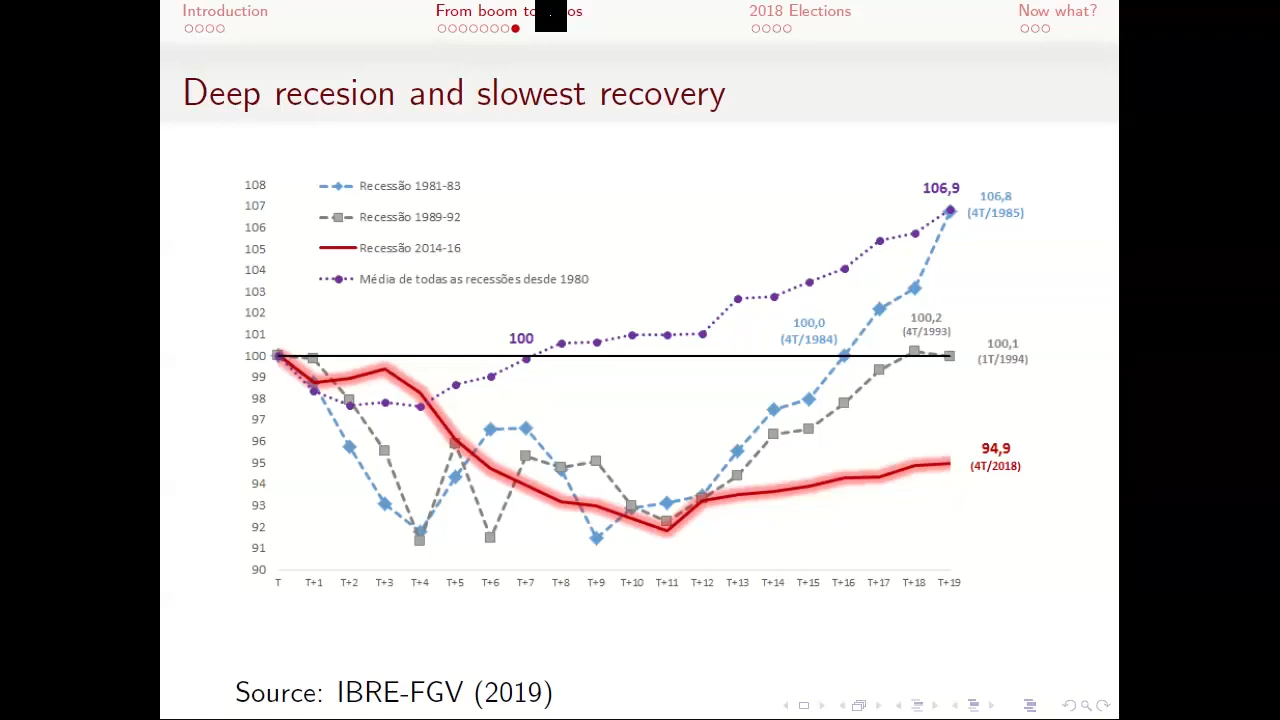 Introduction From boom to os 2018 Elections Now what?
Deep recesion and slowest recovery
108
107
106
105
104
103
102
101
100
99
98
97
96
95
94
93
92
91
90
Recessão 1981-83
Recessão 1989-92
Recessão 2014-16
Média de todas as recessões desde 1980
100
100,0
(4T/1984)
106,9
106,8
(4T/1985)
100,2
(4T/1993)
100,1
(1T/1994)
94,9
(4T/2018)
T T+1 T+2 T+3 T+4 T+5 T+6 T+7 T+8 T+9 T+10 T+11 T+12 T+13 T+14 T+15 T+16 T+17 T+18 T+19
Source: IBRE-FGV (2019)